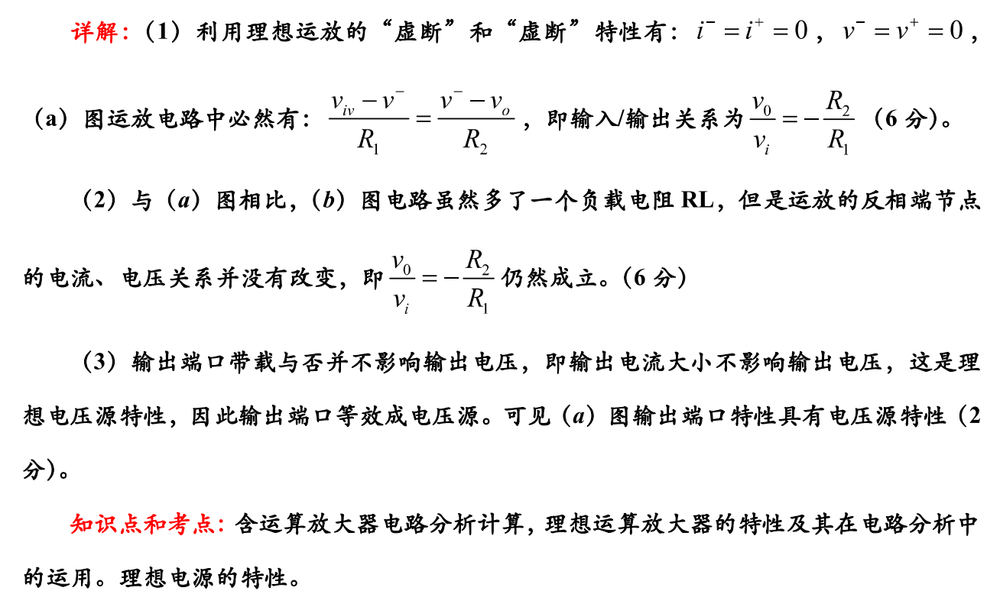 详解：（1）利用理想运放的“虚断”和“虚断”特性有：$i^- = i^+ = 0$，$v^- = v^+ = 0$，
（a）图运放电路中必然有：$\frac{v_{iv} - v^-}{R_1} = \frac{v^- - v_o}{R_2}$，即输入/输出关系为$\frac{v_0}{v_i} = -\frac{R_2}{R_1}$（6 分）。
（2）与（a）图相比，（b）图电路虽然多了一个负载电阻 RL，但是运放的反相端节点
的电流、电压关系并没有改变，即$\frac{v_0}{v_i} = -\frac{R_2}{R_1}$仍然成立。（6 分）
（3）输出端口带载与否并不影响输出电压，即输出电流大小不影响输出电压，这是理
想电压源特性，因此输出端口等效成电压源。可见（a）图输出端口特性具有电压源特性（2
分）。
知识点和考点：含运算放大器电路分析计算，理想运算放大器的特性及其在电路分析中
的运用。理想电源的特性。